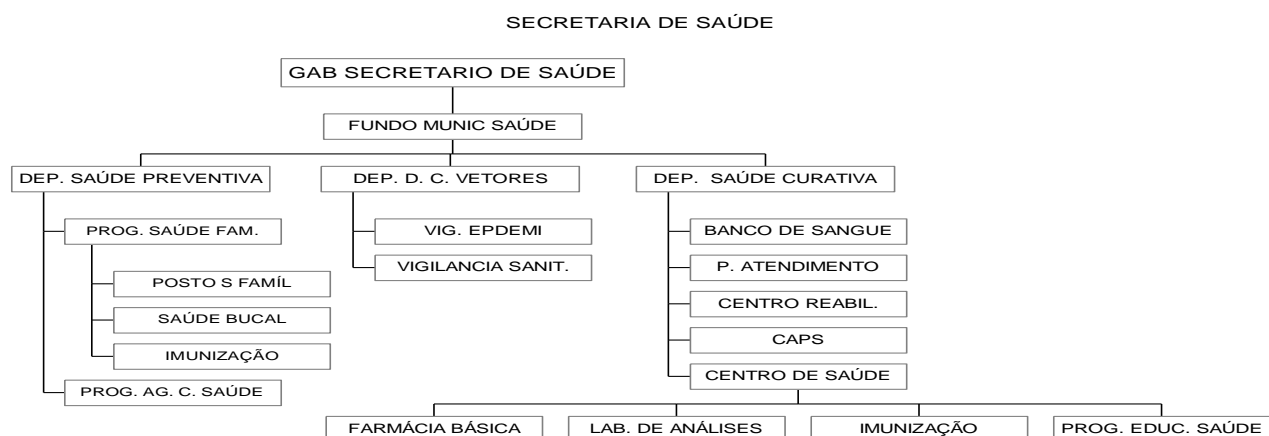 SECRETARIA DE SAÚDE
GAB SECRETARIO DE SAÚDE
FUNDO MUNIC SAÚDE
DEP. SAÚDE PREVENTIVA
DEP. D. C. VETORES
DEP. SAÚDE CURATIVA
PROG. SAÚDE FAM.
VIG. EPDEMI
BANCO DE SANGUE
VIGILANCIA SANIT.
P. ATENDIMENTO
POSTO S FAMÍL
CENTRO REABIL.
SAÚDE BUCAL
CAPS
IMUNIZAÇÃO
CENTRO DE SAÚDE
PROG. AG. C. SAÚDE
FARMÁCIA BÁSICA
LAB. DE ANÁLISES
IMUNIZAÇÃO
PROG. EDUC. SAÚDE